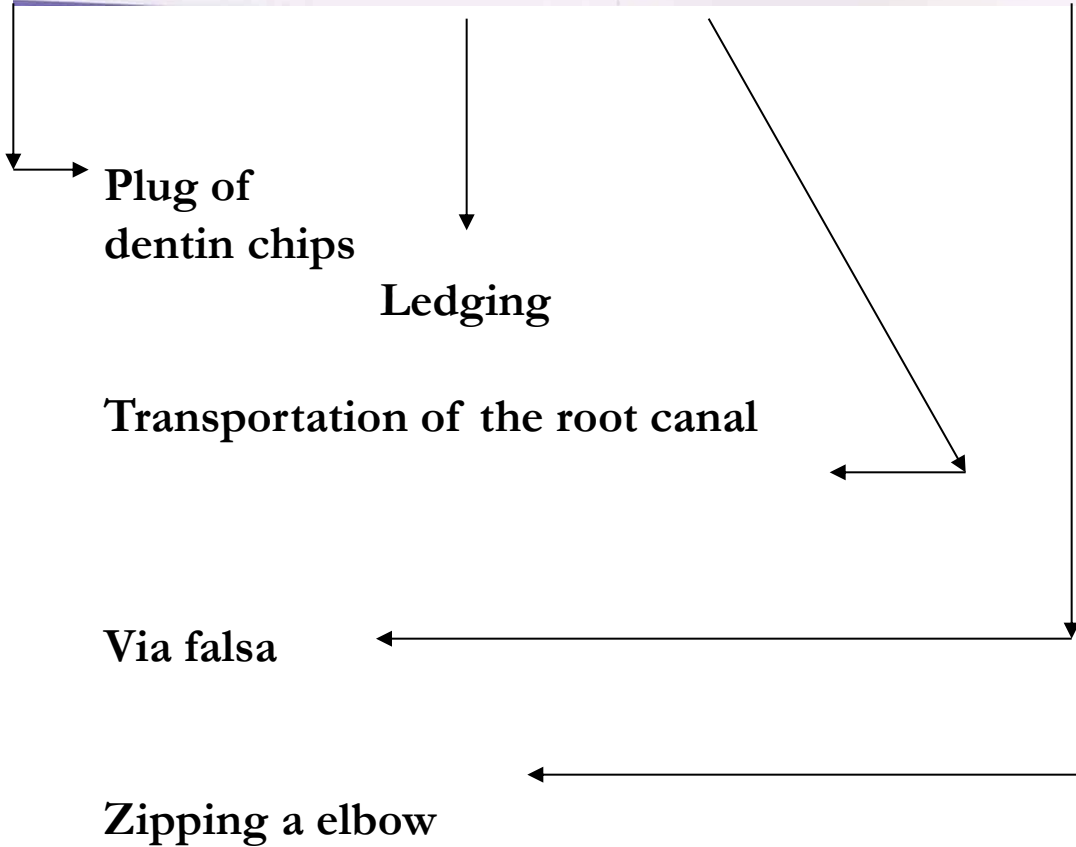 Plug of
dentin chips
Ledging
Transportation of the root canal
Via falsa
Zipping a elbow